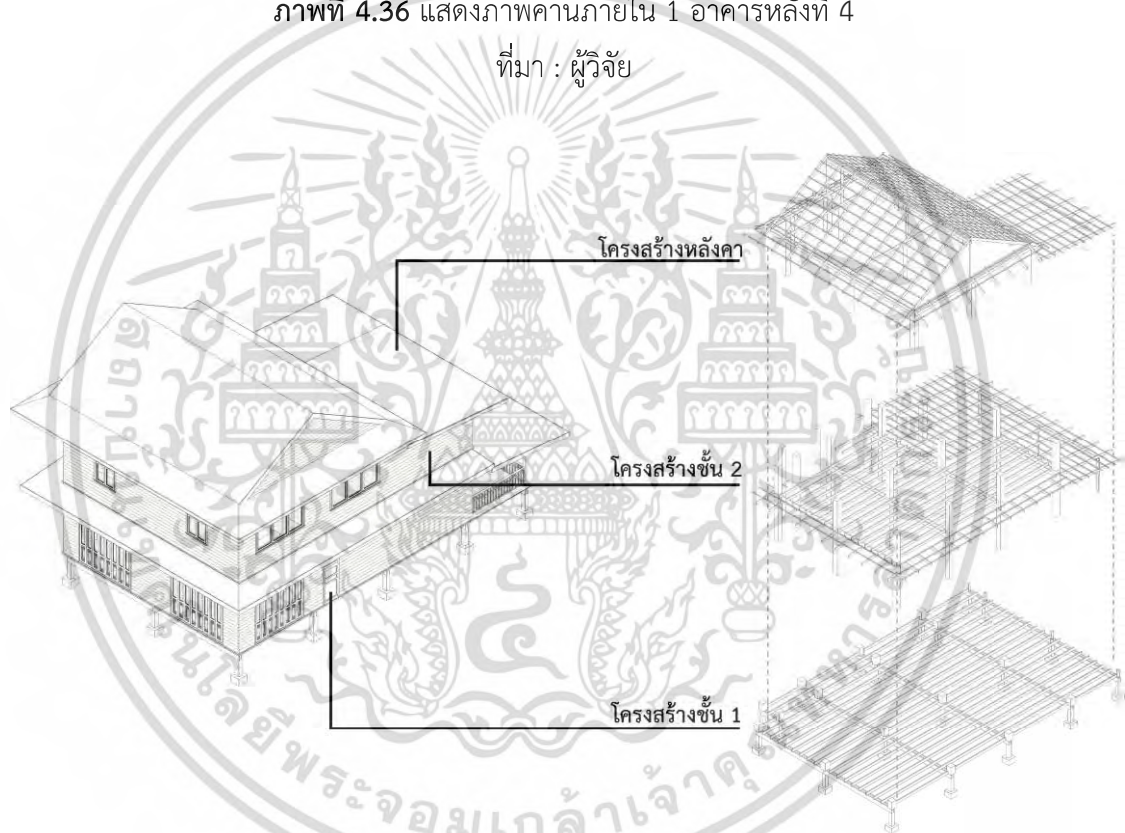 ภาพที่ 4.36 แสดงภาพคานภายใน 1 อาคารหลังที่ 4
ที่มา : ผู้วิจัย
โครงสร้างหลังคา
โครงสร้างชั้น 2
โครงสร้างชั้น 1